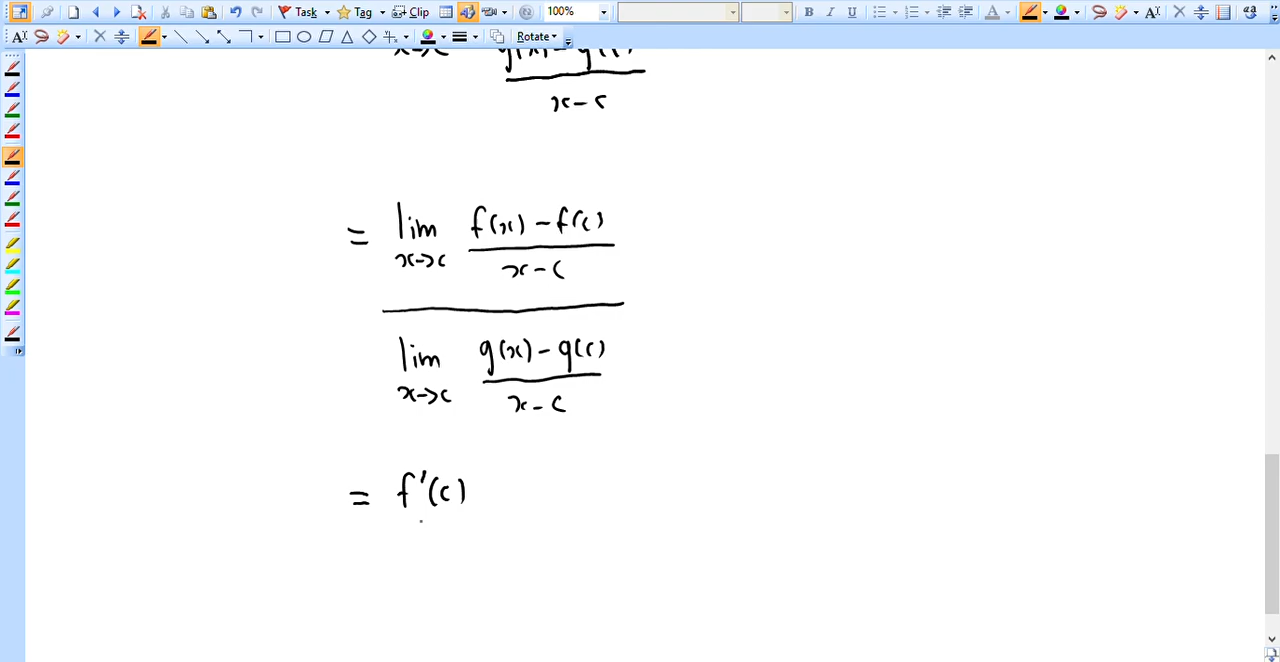 Task Tag Clip 100% B I U A
Rotate
x→c g(x) – g(c)
x – c
= lim f(x) – f(c)
x→c x – c
lim g(x) – g(c)
x→c x – c
= f'(c)